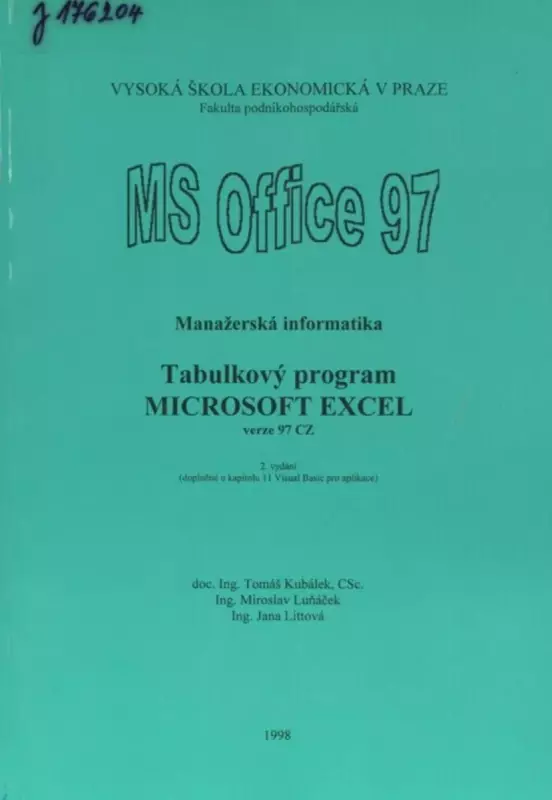 j 176204
VYSOKÁ ŠKOLA EKONOMICKÁ V PRAZE
Fakulta podnikohospodářská
MS Office 97
Manažerská informatika
Tabulkový program
MICROSOFT EXCEL
verze 97 CZ
2. vydání
(doplněné o kapitolu 11 Visual Basic pro aplikace)
doc. Ing. Tomáš Kubálek, CSc.
Ing. Miroslav Luňáček
Ing. Jana Littová
1998